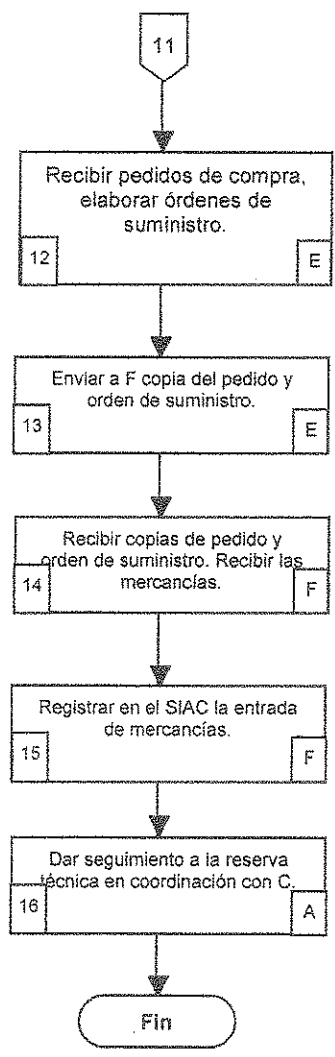 11
Recibir pedidos de compra,
elaborar órdenes de
suministro.
12 E
Enviar a F copia del pedido y
orden de suministro.
13 E
Recibir copias de pedido y
orden de suministro. Recibir las
mercancías.
14 F
Registrar en el SIAC la entrada
de mercancías.
15 F
Dar seguimiento a la reserva
técnica en coordinación con C.
16 A
Fin